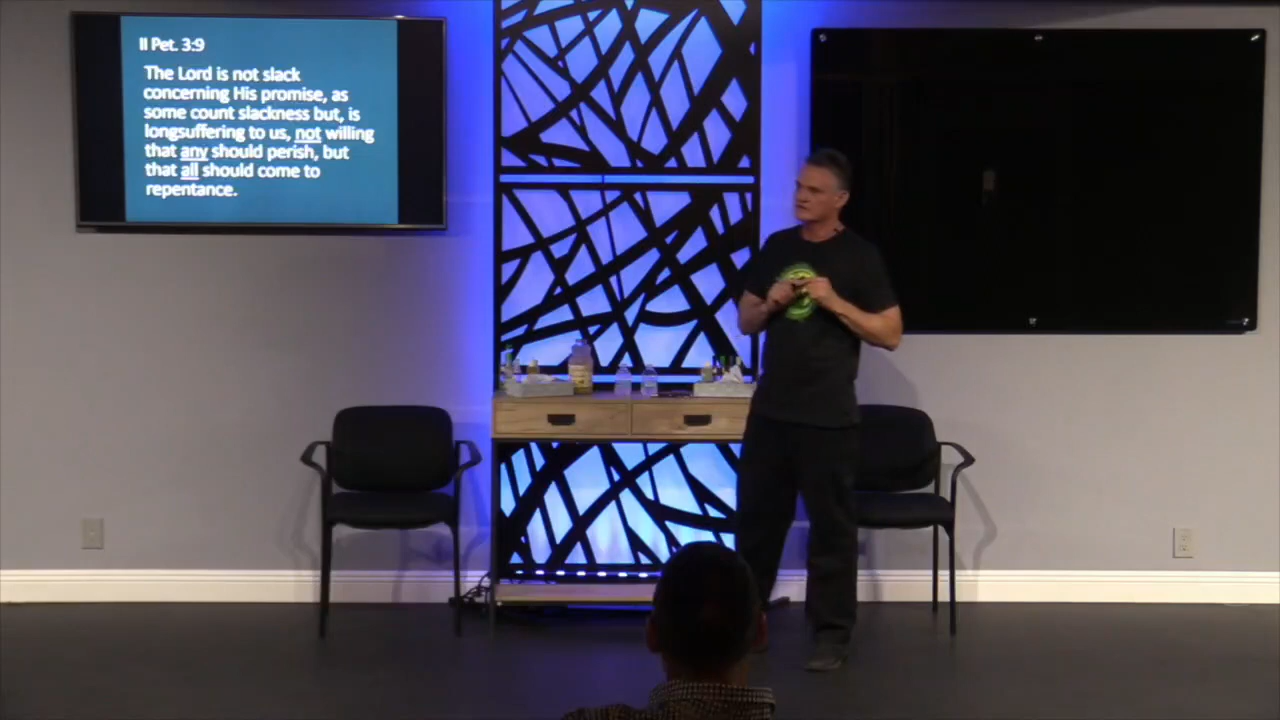 II Pet. 3:9
The Lord is not slack
concerning His promise, as
some count slackness but, is
longsuffering to us, not willing
that any should perish, but
that all should come to
repentance.